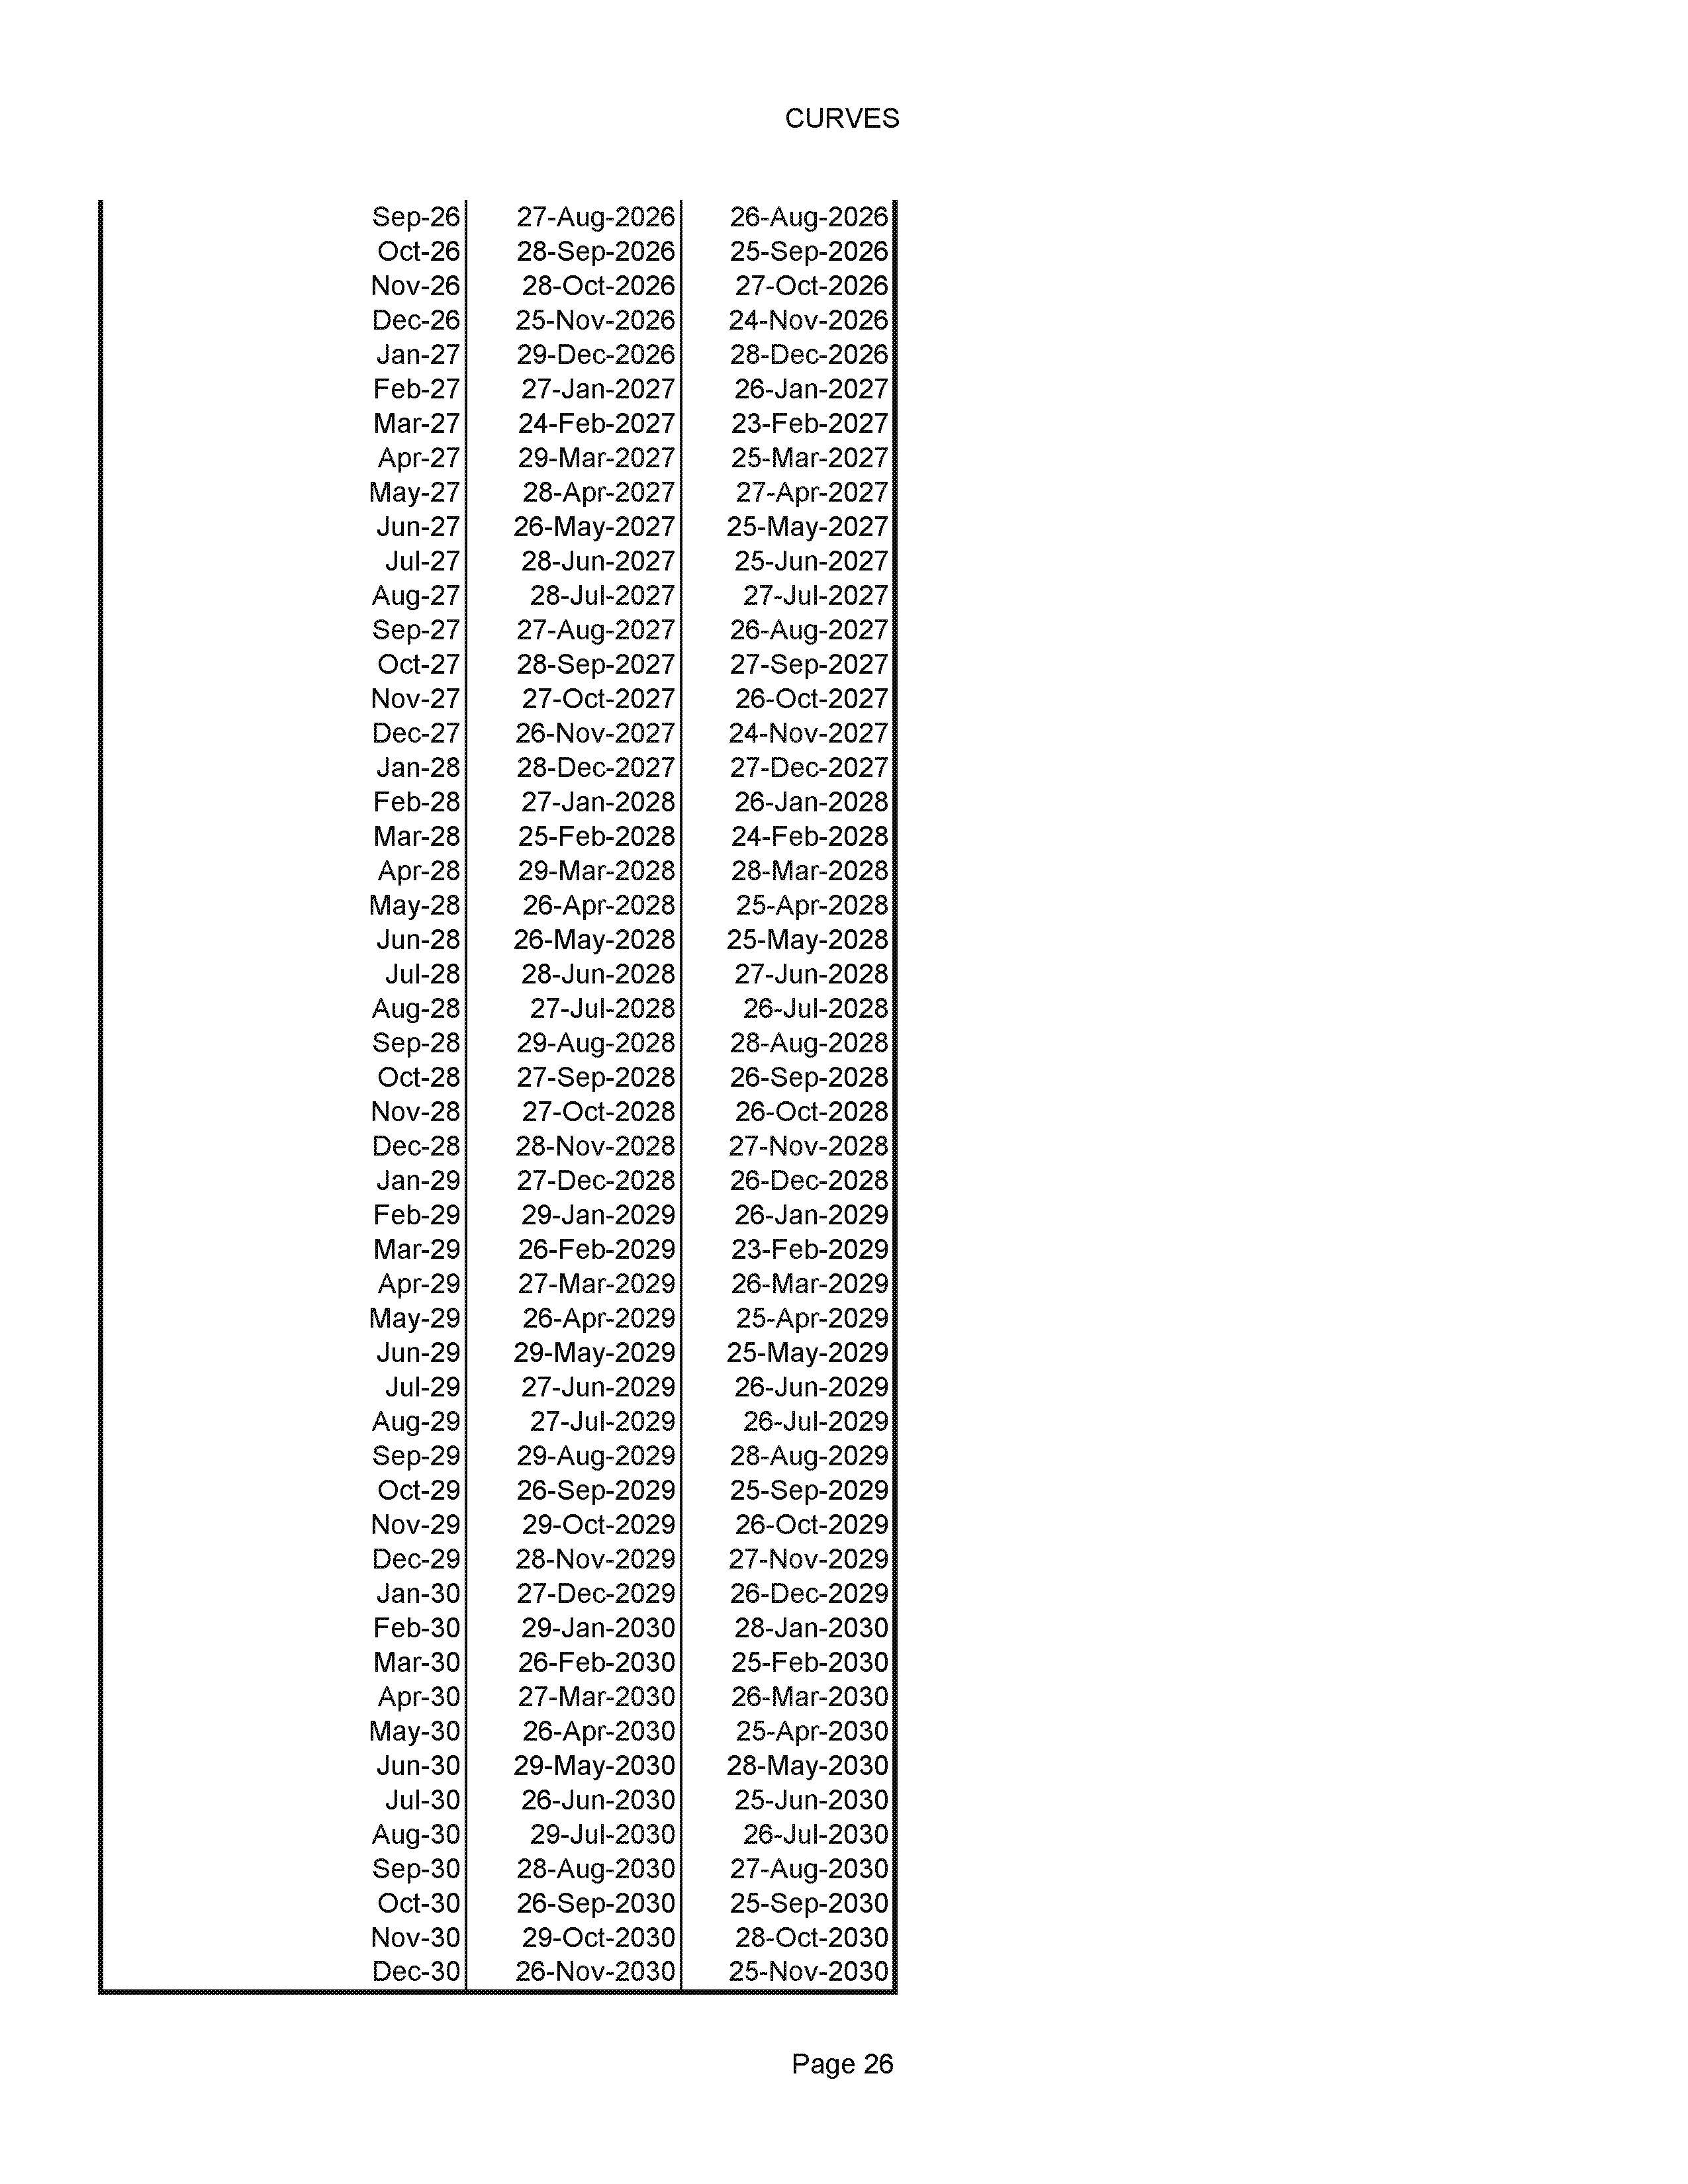 CURVES
Sep-26 27-Aug-2026 26-Aug-2026
Oct-26 28-Sep-2026 25-Sep-2026
Nov-26 28-Oct-2026 27-Oct-2026
Dec-26 25-Nov-2026 24-Nov-2026
Jan-27 29-Dec-2026 28-Dec-2026
Feb-27 27-Jan-2027 26-Jan-2027
Mar-27 24-Feb-2027 23-Feb-2027
Apr-27 29-Mar-2027 25-Mar-2027
May-27 28-Apr-2027 27-Apr-2027
Jun-27 26-May-2027 25-May-2027
Jul-27 28-Jun-2027 25-Jun-2027
Aug-27 28-Jul-2027 27-Jul-2027
Sep-27 27-Aug-2027 26-Aug-2027
Oct-27 28-Sep-2027 27-Sep-2027
Nov-27 27-Oct-2027 26-Oct-2027
Dec-27 26-Nov-2027 24-Nov-2027
Jan-28 28-Dec-2027 27-Dec-2027
Feb-28 27-Jan-2028 26-Jan-2028
Mar-28 25-Feb-2028 24-Feb-2028
Apr-28 29-Mar-2028 28-Mar-2028
May-28 26-Apr-2028 25-Apr-2028
Jun-28 26-May-2028 25-May-2028
Jul-28 28-Jun-2028 27-Jun-2028
Aug-28 27-Jul-2028 26-Jul-2028
Sep-28 29-Aug-2028 28-Aug-2028
Oct-28 27-Sep-2028 26-Sep-2028
Nov-28 27-Oct-2028 26-Oct-2028
Dec-28 28-Nov-2028 27-Nov-2028
Jan-29 27-Dec-2028 26-Dec-2028
Feb-29 29-Jan-2029 26-Jan-2029
Mar-29 26-Feb-2029 23-Feb-2029
Apr-29 27-Mar-2029 26-Mar-2029
May-29 26-Apr-2029 25-Apr-2029
Jun-29 29-May-2029 25-May-2029
Jul-29 27-Jun-2029 26-Jun-2029
Aug-29 27-Jul-2029 26-Jul-2029
Sep-29 29-Aug-2029 28-Aug-2029
Oct-29 26-Sep-2029 25-Sep-2029
Nov-29 29-Oct-2029 26-Oct-2029
Dec-29 28-Nov-2029 27-Nov-2029
Jan-30 27-Dec-2029 26-Dec-2029
Feb-30 29-Jan-2030 28-Jan-2030
Mar-30 26-Feb-2030 25-Feb-2030
Apr-30 27-Mar-2030 26-Mar-2030
May-30 26-Apr-2030 25-Apr-2030
Jun-30 29-May-2030 28-May-2030
Jul-30 26-Jun-2030 25-Jun-2030
Aug-30 29-Jul-2030 26-Jul-2030
Sep-30 28-Aug-2030 27-Aug-2030
Oct-30 26-Sep-2030 25-Sep-2030
Nov-30 29-Oct-2030 28-Oct-2030
Dec-30 26-Nov-2030 25-Nov-2030
Page 26